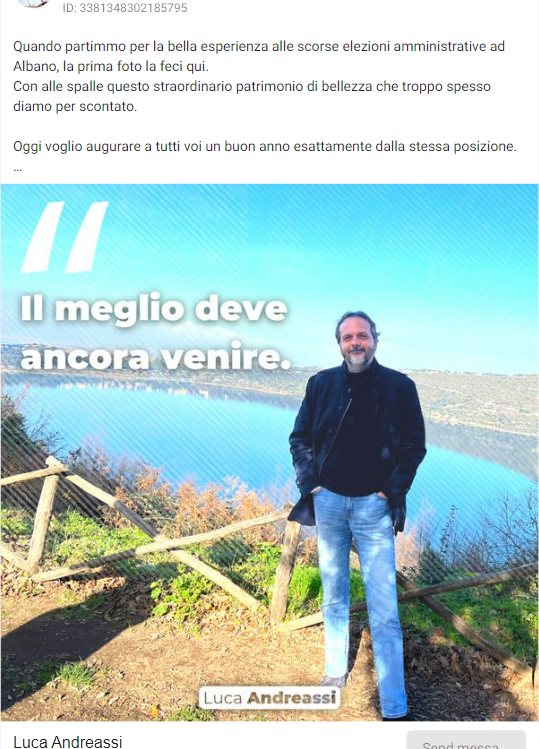 ID: 3381348302185795
Quando partimmo per la bella esperienza alle scorse elezioni amministrative ad
Albano, la prima foto la feci qui.
Con alle spalle questo straordinario patrimonio di bellezza che troppo spesso
diamo per scontato.
Oggi voglio augurare a tutti voi un buon anno esattamente dalla stessa posizione.
...
"
Il meglio deve
ancora venire.
Luca Andreassi
Luca Andreassi
Send messa